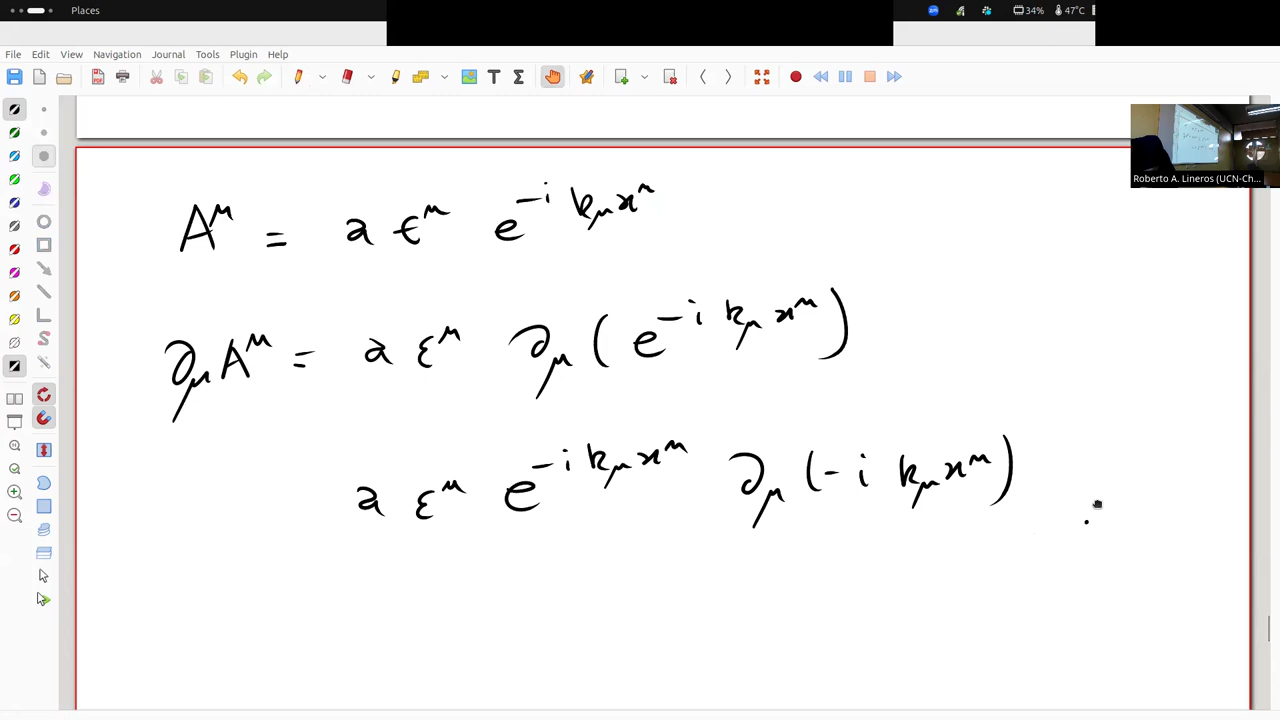 Places
34%
47°C
File Edit View Navigation Journal Tools Plugin Help
Roberto A. Lineros (UCN-Ch...
A^μ = a ϵ^μ e^{-i k_μ x^μ}
∂_μ A^μ = a ε^μ ∂_μ (e^{-i k_μ x^μ})
a ε^μ e^{-i k_μ x^μ} ∂_μ (-i k_μ x^μ)